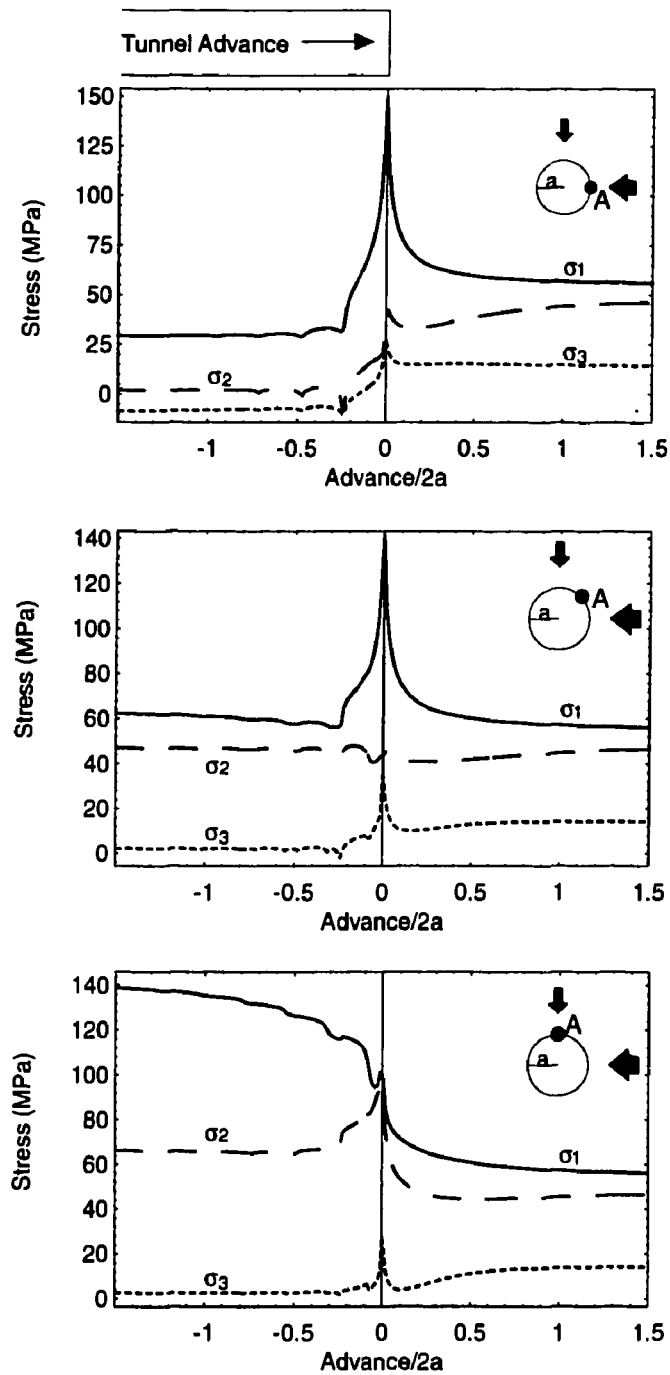 Tunnel Advance
150
125
100
75
50
25
0
Stress (MPa)
a
A
σ1
σ2
σ3
-1 -0.5 0 0.5 1 1.5
Advance/2a
140
120
100
80
60
40
20
0
Stress (MPa)
a
A
σ1
σ2
σ3
-1 -0.5 0 0.5 1 1.5
Advance/2a
140
120
100
80
60
40
20
0
Stress (MPa)
A
a
σ2
σ1
σ3
-1 -0.5 0 0.5 1 1.5
Advance/2a